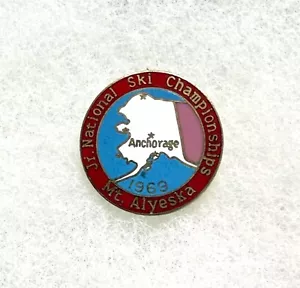 Jr. National Ski Championships
Anchorage
1963
Mt. Alyeska